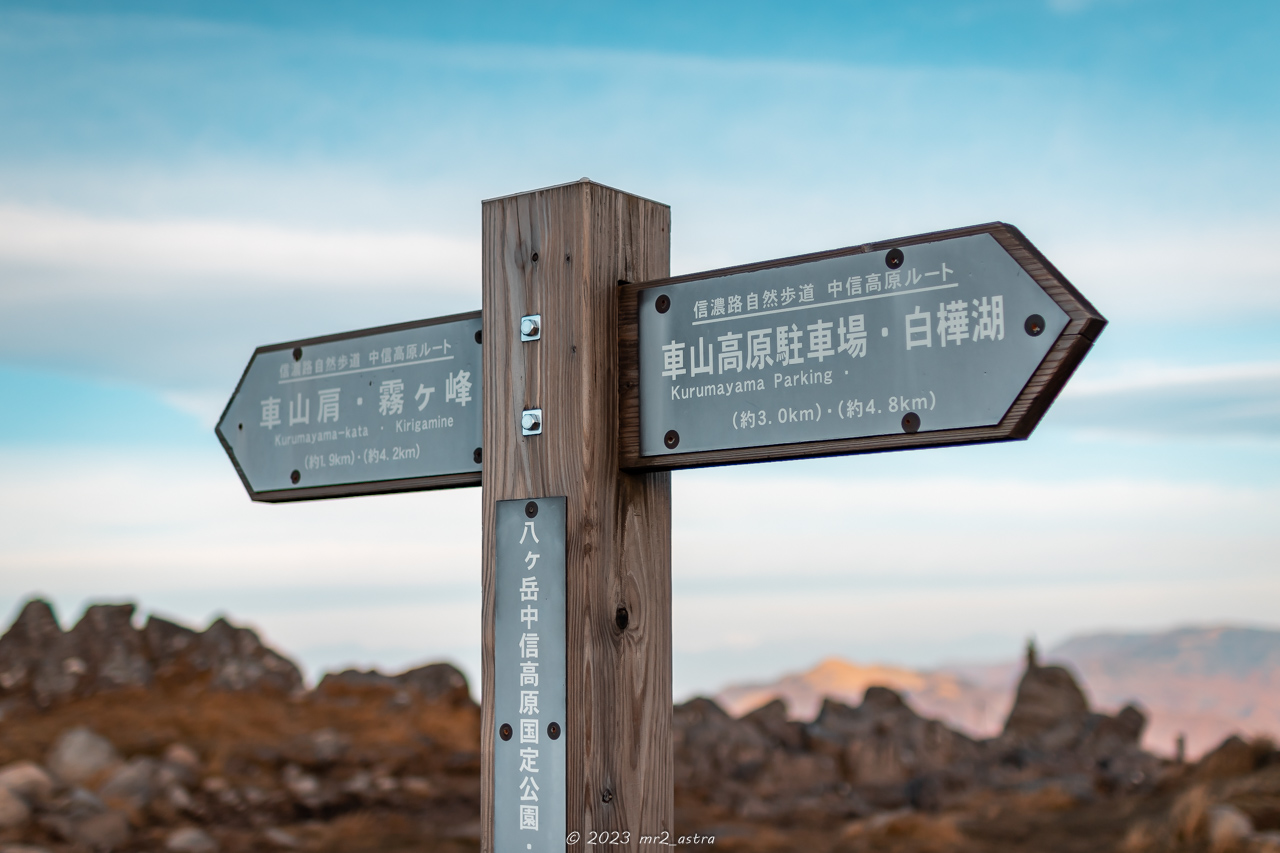 信濃路自然歩道 中信高原ルート
車山肩・霧ヶ峰
Kurumayama-kata ・ Kirigamine
(約1.9km)・(約4.2km)
信濃路自然歩道 中信高原ルート
車山高原駐車場・白樺湖
Kurumayama Parking ・
(約3.0km)・(約4.8km)
八ヶ岳中信高原国定公園・
© 2023 mr2_astra